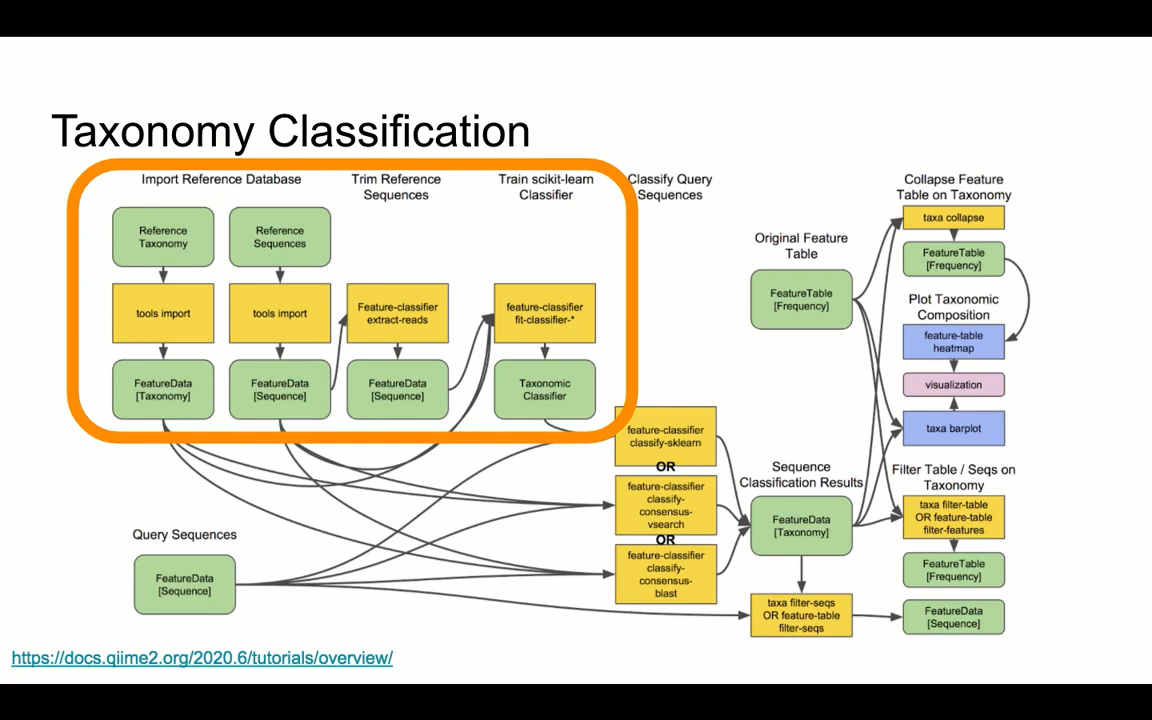 Taxonomy Classification
Import Reference Database
Trim Reference
Sequences
Train scikit-learn
Classifier
Classify Query
Sequences
Collapse Feature
Table on Taxonomy
Reference
Taxonomy
Reference
Sequences
taxa collapse
Original Feature
Table
FeatureTable
[Frequency]
FeatureTable
[Frequency]
tools import
tools import
Feature-classifier
extract-reads
feature-classifier
fit-classifier-*
Plot Taxonomic
Composition
feature-table
heatmap
FeatureData
[Taxonomy]
FeatureData
[Sequence]
FeatureData
[Sequence]
Taxonomic
Classifier
visualization
taxa barplot
feature-classifier
classify-sklearn
OR
feature-classifier
classify-
consensus-
vsearch
OR
feature-classifier
classify-
consensus-
blast
Sequence
Classification Results
FeatureData
[Taxonomy]
Filter Table / Seqs on
Taxonomy
taxa filter-table
OR feature-table
filter-features
FeatureTable
[Frequency]
Query Sequences
FeatureData
[Sequence]
taxa filter-seqs
OR feature-table
filter-seqs
FeatureData
[Sequence]
https://docs.qiime2.org/2020.6/tutorials/overview/